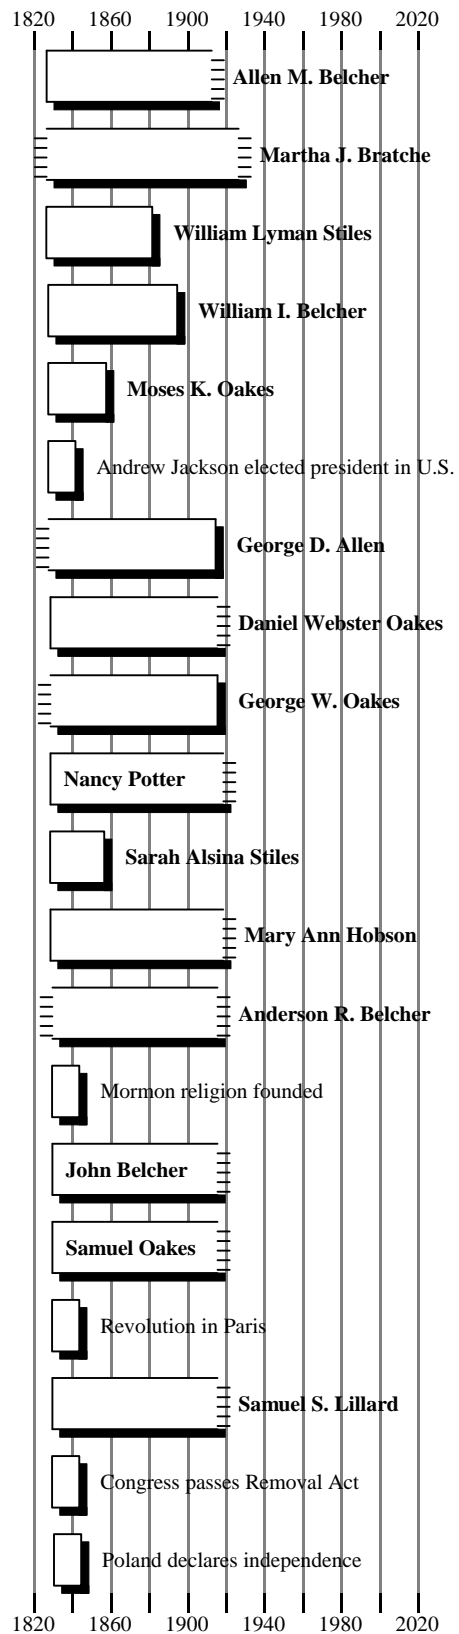 1820 1860 1900 1940 1980 2020
Allen M. Belcher
Martha J. Bratche
William Lyman Stiles
William I. Belcher
Moses K. Oakes
Andrew Jackson elected president in U.S.
George D. Allen
Daniel Webster Oakes
George W. Oakes
Nancy Potter
Sarah Alsina Stiles
Mary Ann Hobson
Anderson R. Belcher
Mormon religion founded
John Belcher
Samuel Oakes
Revolution in Paris
Samuel S. Lillard
Congress passes Removal Act
Poland declares independence
1820 1860 1900 1940 1980 2020